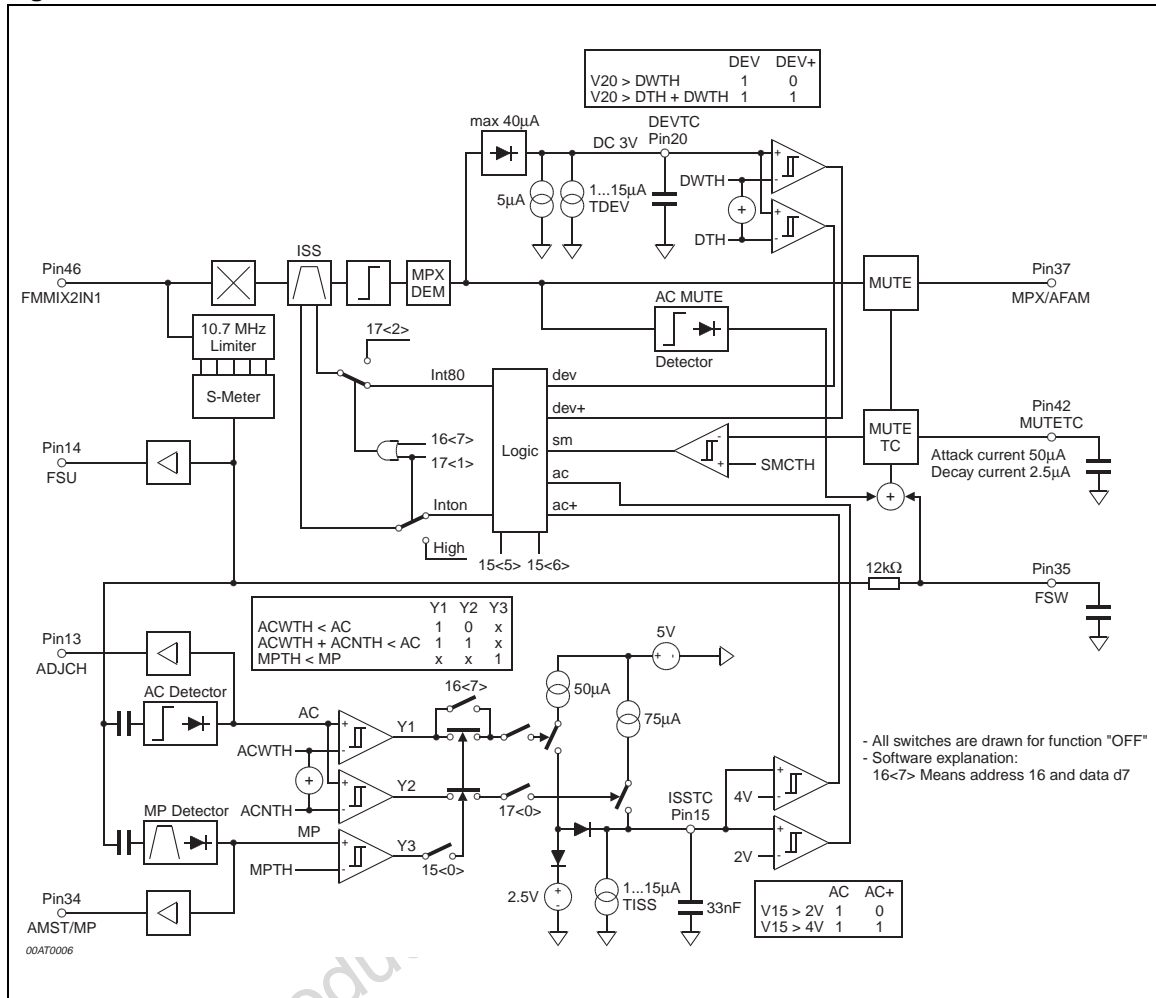 DEV DEV+
V20 > DWTH 1 0
V20 > DTH + DWTH 1 1
max 40µA
DC 3V
DEVTC
Pin20
5µA
1...15µA
TDEV
DWTH
+
-
+
DTH
+
-
Pin46
FMMIX2IN1
ISS
MPX
DEM
MUTE
Pin37
MPX/AFAM
10.7 MHz
Limiter
S-Meter
AC MUTE
Detector
17<2>
Int80
16<7>
17<1>
Inton
High
Logic
dev
dev+
sm
ac
ac+
15<5> 15<6>
-
+
SMCTH
MUTE
TC
+
Pin42
MUTETC
Attack current 50µA
Decay current 2.5µA
Pin14
FSU
12kΩ
Pin35
FSW
Y1 Y2 Y3
ACWTH < AC 1 0 x
ACWTH + ACNTH < AC 1 1 x
MPTH < MP x x 1
Pin13
ADJCH
AC Detector
AC
ACWTH
+
ACNTH
+
-
+
-
Y1
Y2
16<7>
17<0>
MP Detector
MP
MPTH
+
-
Y3
15<0>
Pin34
AMST/MP
5V
+ -
50µA
75µA
2.5V
+
-
1...15µA
TISS
33nF
ISSTC
Pin15
+
4V -
+
2V -
- All switches are drawn for function "OFF"
- Software explanation:
16<7> Means address 16 and data d7
AC AC+
V15 > 2V 1 0
V15 > 4V 1 1
00AT0006